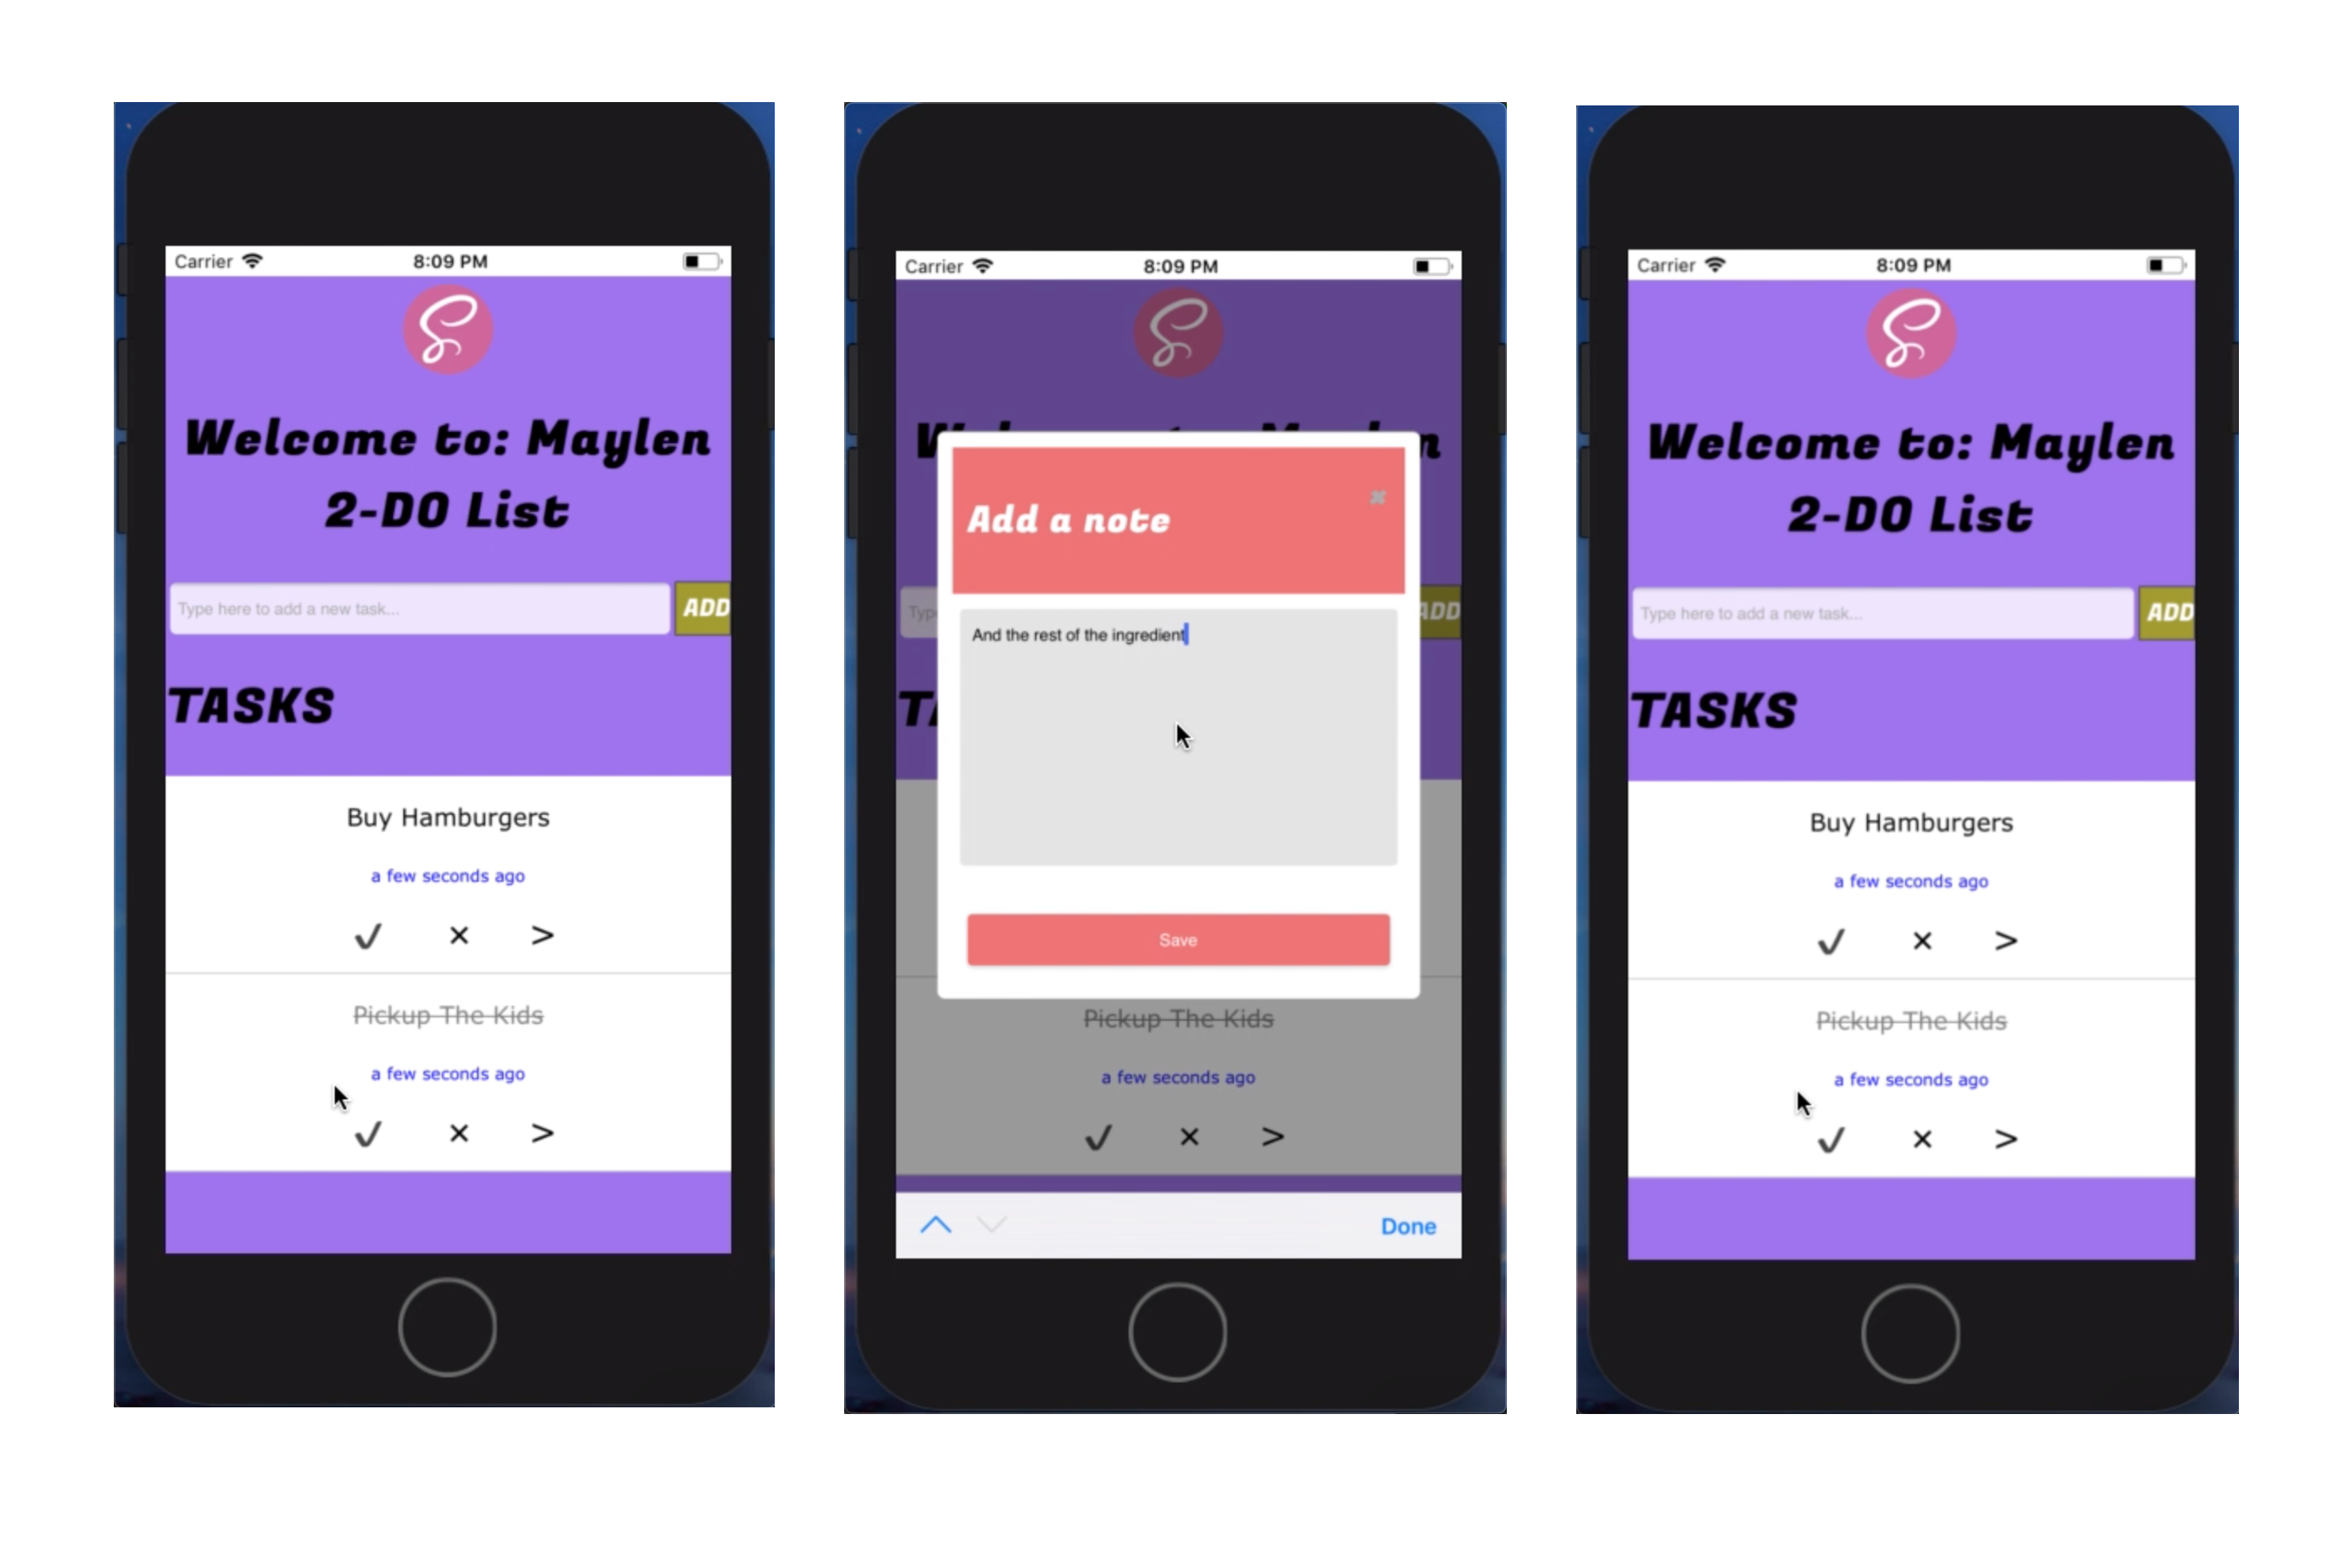 Carrier 8:09 PM
Welcome to: Maylen
2-DO List
Type here to add a new task...
ADD
TASKS
Buy Hamburgers
a few seconds ago
✓ × >
Pickup The Kids
a few seconds ago
✓ × >
Carrier 8:09 PM
Add a note
ADD
And the rest of the ingredient
Save
Pickup The Kids
a few seconds ago
✓ × >
Done
Carrier 8:09 PM
Welcome to: Maylen
2-DO List
Type here to add a new task...
ADD
TASKS
Buy Hamburgers
a few seconds ago
✓ × >
Pickup The Kids
a few seconds ago
✓ × >